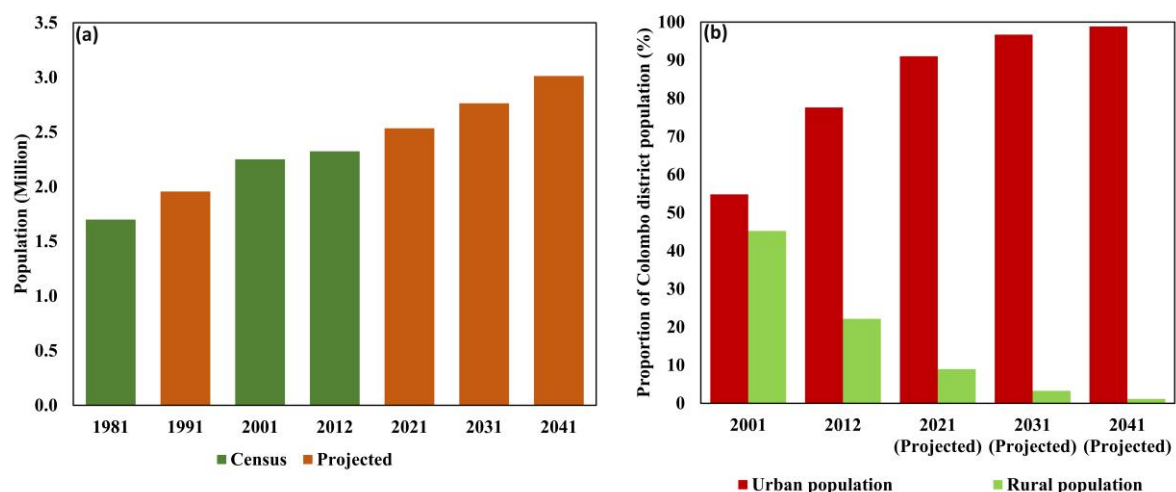 (a)
Population (Million)
3.5
3.0
2.5
2.0
1.5
1.0
0.5
0.0
1981 1991 2001 2012 2021 2031 2041
Census Projected
(b)
Proportion of Colombo district population (%)
100
90
80
70
60
50
40
30
20
10
0
2001 2012 2021 2031 2041
(Projected) (Projected) (Projected)
Urban population Rural population